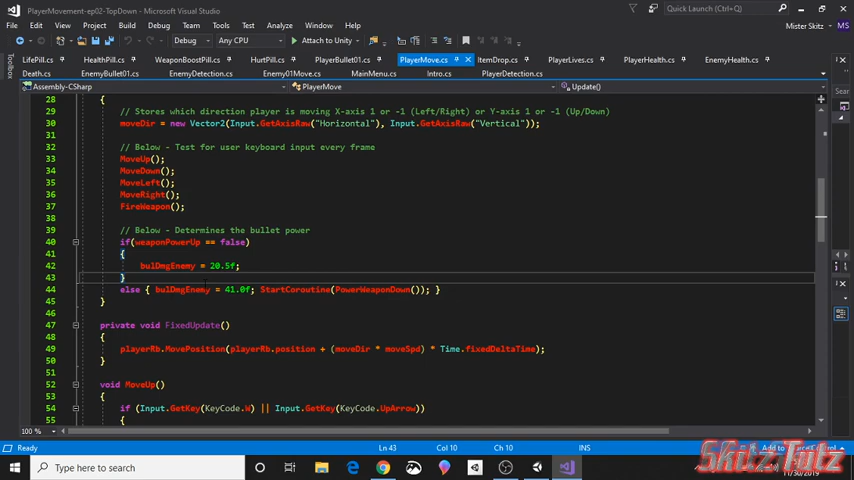 PlayerMovement-ep02-TopDown - Microsoft Visual Studio
Quick Launch (Ctrl+Q)
File Edit View Project Build Debug Team Tools Test Analyze Window Help
Mister Skitz
Debug Any CPU Attach to Unity
LifePill.cs HealthPill.cs WeaponBoostPill.cs HurtPill.cs PlayerBullet01.cs PlayerMove.cs ItemDrop.cs PlayerLives.cs PlayerHealth.cs EnemyHealth.cs
Death.cs EnemyBullet01.cs EnemyDetection.cs Enemy01Move.cs MainMenu.cs Intro.cs PlayerDetection.cs
Toolbox
Assembly-CSharp PlayerMove Update()
28 {
29 // Stores which direction player is moving X-axis 1 or -1 (Left/Right) or Y-axis 1 or -1 (Up/Down)
30 moveDir = new Vector2(Input.GetAxisRaw("Horizontal"), Input.GetAxisRaw("Vertical"));
31
32 // Below - Test for user keyboard input every frame
33 MoveUp();
34 MoveDown();
35 MoveLeft();
36 MoveRight();
37 FireWeapon();
38
39 // Below - Determines the bullet power
40 if(weaponPowerUp == false)
41 {
42 bulDmgEnemy = 20.5f;
43 }
44 else { bulDmgEnemy = 41.0f; StartCoroutine(PowerWeaponDown()); }
45 }
46
47 private void FixedUpdate()
48 {
49 playerRb.MovePosition(playerRb.position + (moveDir * moveSpd) * Time.fixedDeltaTime);
50 }
51
52 void MoveUp()
53 {
54 if (Input.GetKey(KeyCode.W) || Input.GetKey(KeyCode.UpArrow))
55 {
100 %
Ready Ln 43 Col 10 Ch 10 INS Add to
SkitzTutz
Type here to search
11/30/2019